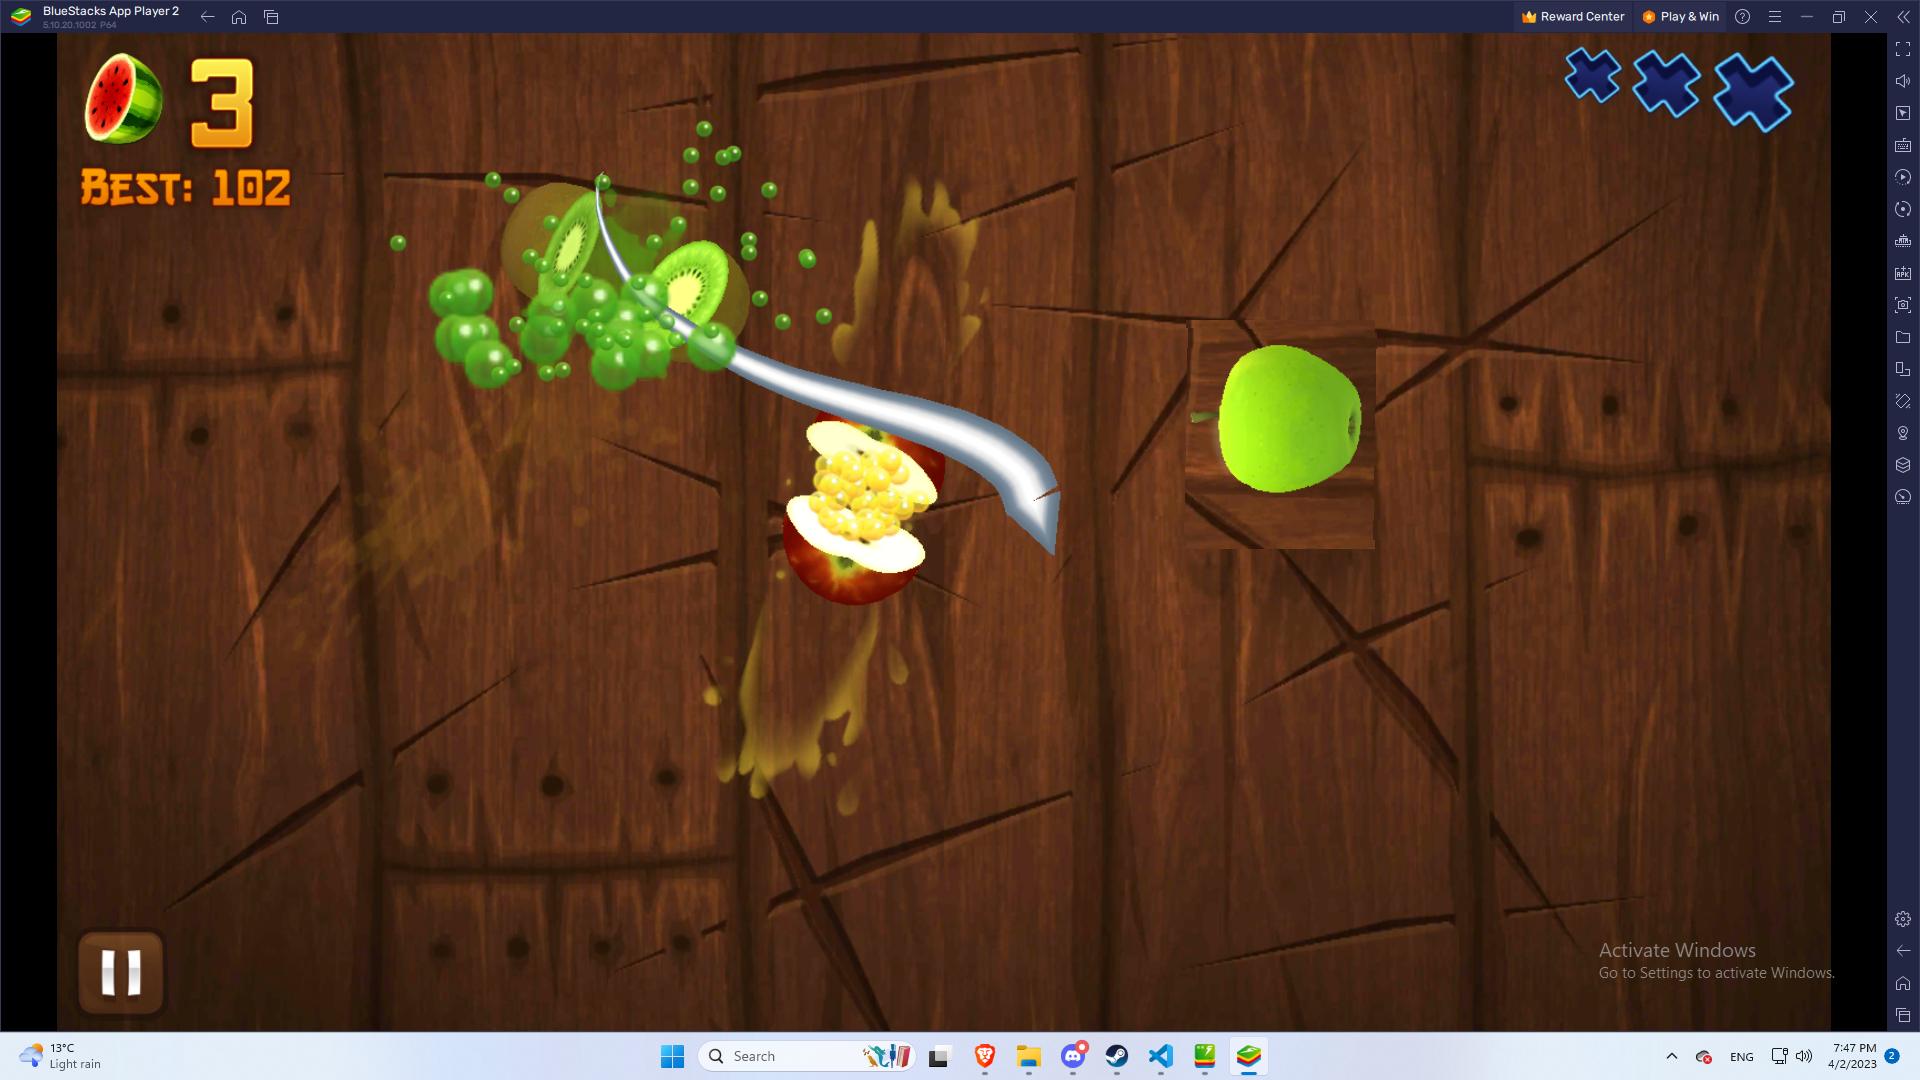 BlueStacks App Player 2
5.10.20.1002 P64
Reward Center
Play & Win
3
BEST: 102
Activate Windows
Go to Settings to activate Windows.
13°C
Light rain
Search
ENG
7:47 PM
4/2/2023
2